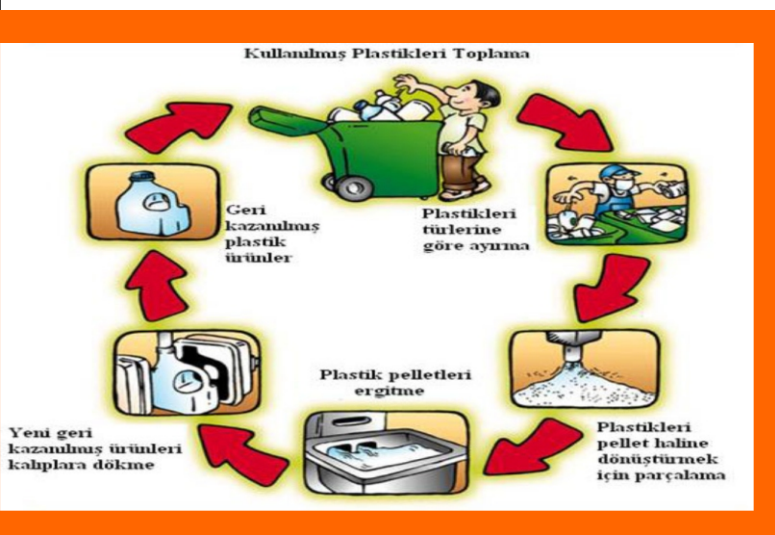 Kullanılmış Plastikleri Toplama
Plastikleri
türlerine
göre ayırma
Plastikleri
pellet haline
dönüştürmek
için parçalama
Plastik pelletleri
ergitme
Yeni geri
kazanılmış ürünleri
kalıplara dökme
Geri
kazanılmış
plastik
ürünler